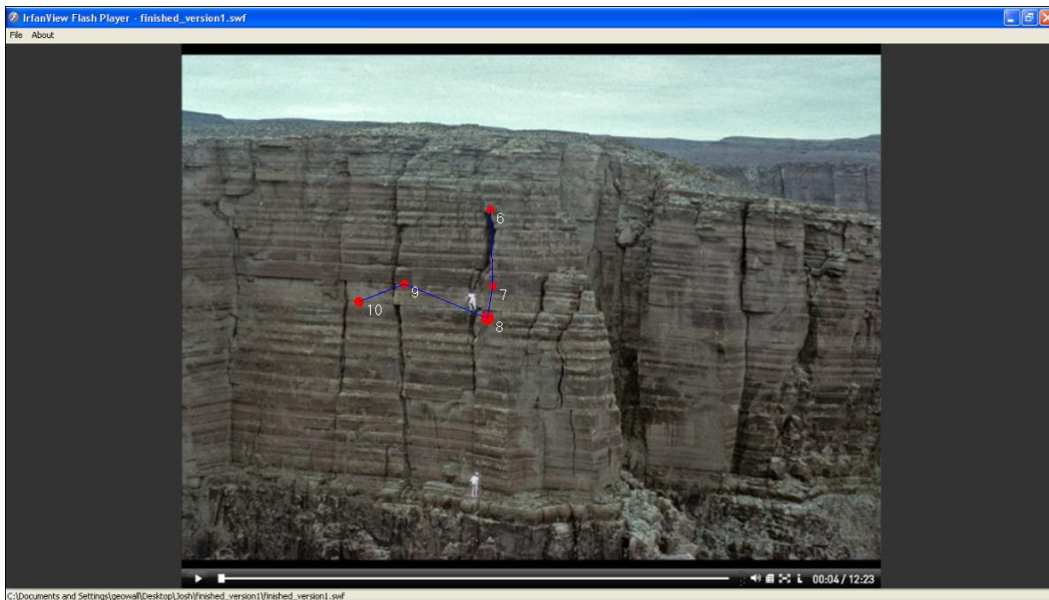 IrfanView Flash Player - finished_version1.swf
File About
6
7
8
9
10
00:04 / 12:23
C:\Documents and Settings\geowall\Desktop\Josh\finished_version1\finished_version1.swf